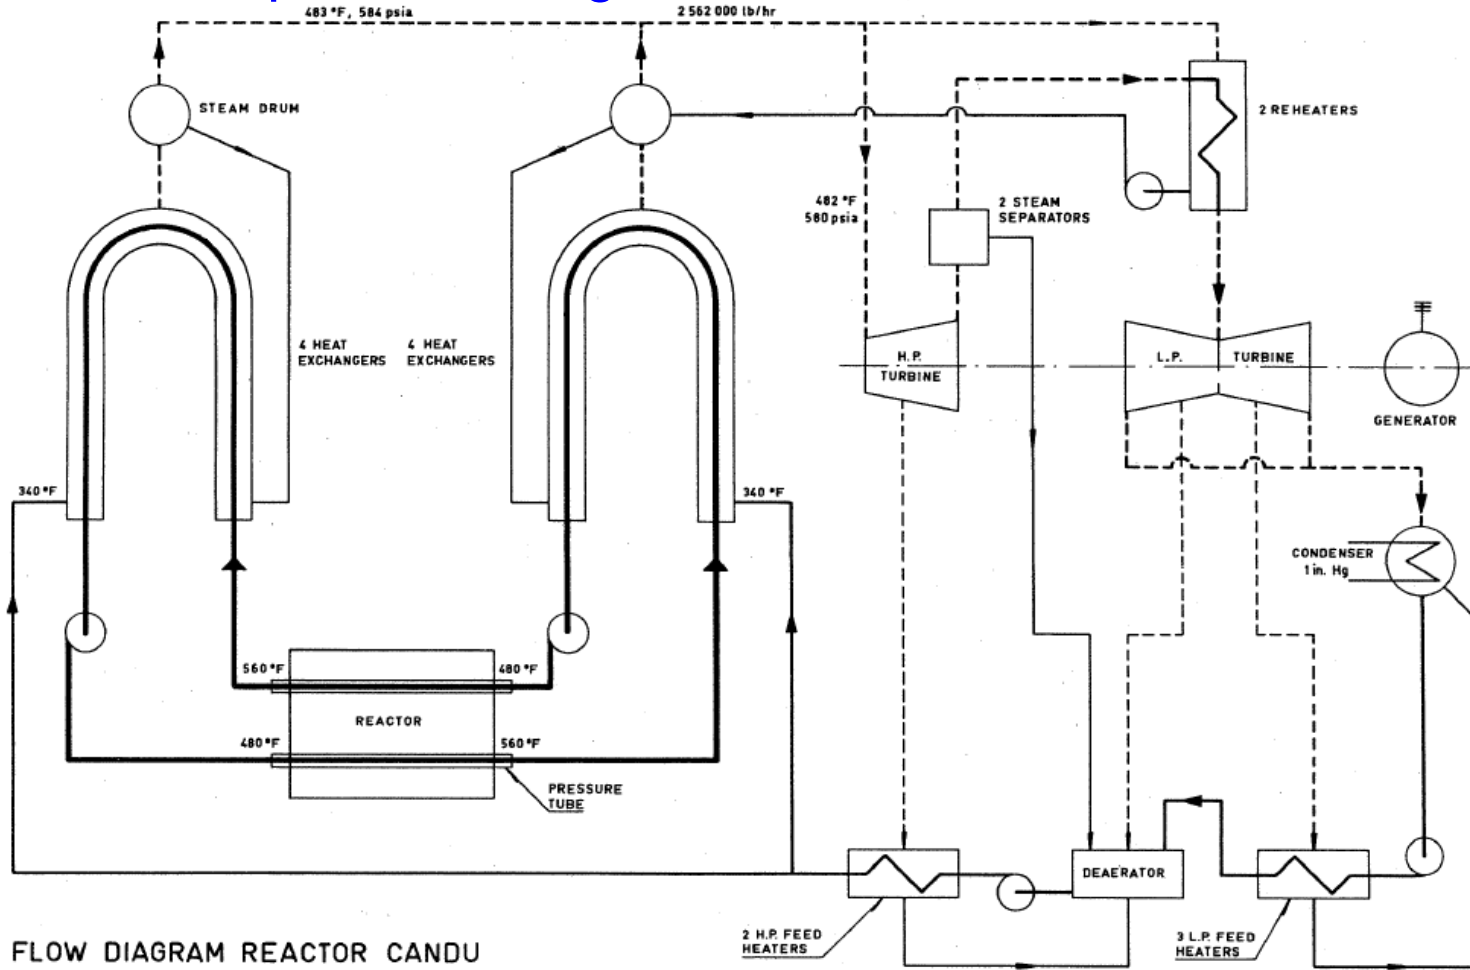 483 °F, 584 psia
2 562 000 lb/hr
STEAM DRUM
2 REHEATERS
482 °F
580 psia
2 STEAM
SEPARATORS
4 HEAT
EXCHANGERS
4 HEAT
EXCHANGERS
H.P.
TURBINE
L.P. TURBINE
GENERATOR
340 °F
340 °F
CONDENSER
1 in. Hg
560 °F
480 °F
REACTOR
480 °F
560 °F
PRESSURE
TUBE
DEAERATOR
2 H.P. FEED
HEATERS
3 L.P. FEED
HEATERS
FLOW DIAGRAM REACTOR CANDU